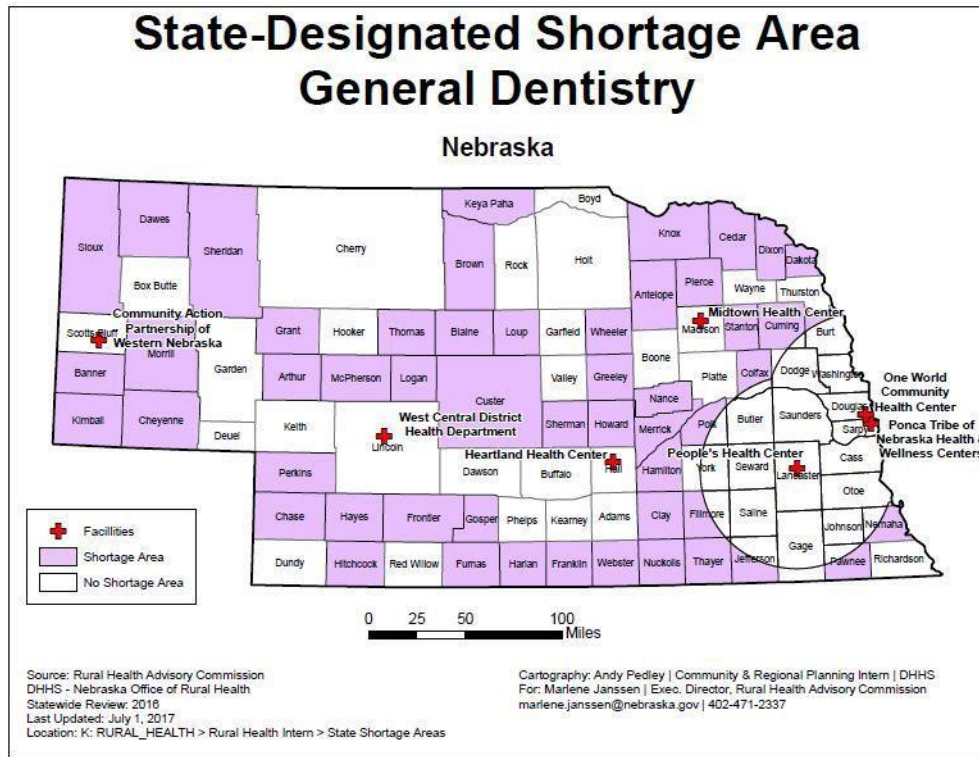 State-Designated Shortage Area
General Dentistry
Nebraska
Keya Paha
Boyd
Dawes
Knox
Cedar
Dixon
Dakota
Sioux
Sheridan
Cherry
Brown
Rock
Holt
Pierce
Wayne
Thurston
Box Butte
Antelope
Community Action
Partnership of
Western Nebraska
Scotts Bluff
Morrill
Grant
Hooker
Thomas
Blaine
Loup
Garfield
Wheeler
Madison
Midtown Health Center
Stanton
Cuming
Burt
Banner
Garden
Arthur
McPherson
Logan
Custer
Valley
Greeley
Boone
Platte
Colfax
Dodge
Washington
One World
Community
Health Center
Kimball
Cheyenne
Deuel
Keith
Lincoln
West Central District
Health Department
Sherman
Howard
Nance
Merrick
Polk
Butler
Saunders
Douglas
Sarpy
Ponca Tribe of
Nebraska Health &
Wellness Centers
Perkins
Dawson
Buffalo
Heartland Health Center
Hall
Hamilton
York
Seward
People's Health Center
Lancaster
Cass
Otoe
Chase
Hayes
Frontier
Gosper
Phelps
Kearney
Adams
Clay
Fillmore
Saline
Gage
Johnson
Nemaha
Dundy
Hitchcock
Red Willow
Furnas
Harlan
Franklin
Webster
Nuckolls
Thayer
Jefferson
Pawnee
Richardson
Facillities
Shortage Area
No Shortage Area
0 25 50 100
Miles
Source: Rural Health Advisory Commission
DHHS - Nebraska Office of Rural Health
Statewide Review: 2016
Last Updated: July 1, 2017
Location: K: RURAL_HEALTH > Rural Health Intern > State Shortage Areas
Cartography: Andy Pedley | Community & Regional Planning Intern | DHHS
For: Marlene Janssen | Exec. Director, Rural Health Advisory Commission
marlene.janssen@nebraska.gov | 402-471-2337